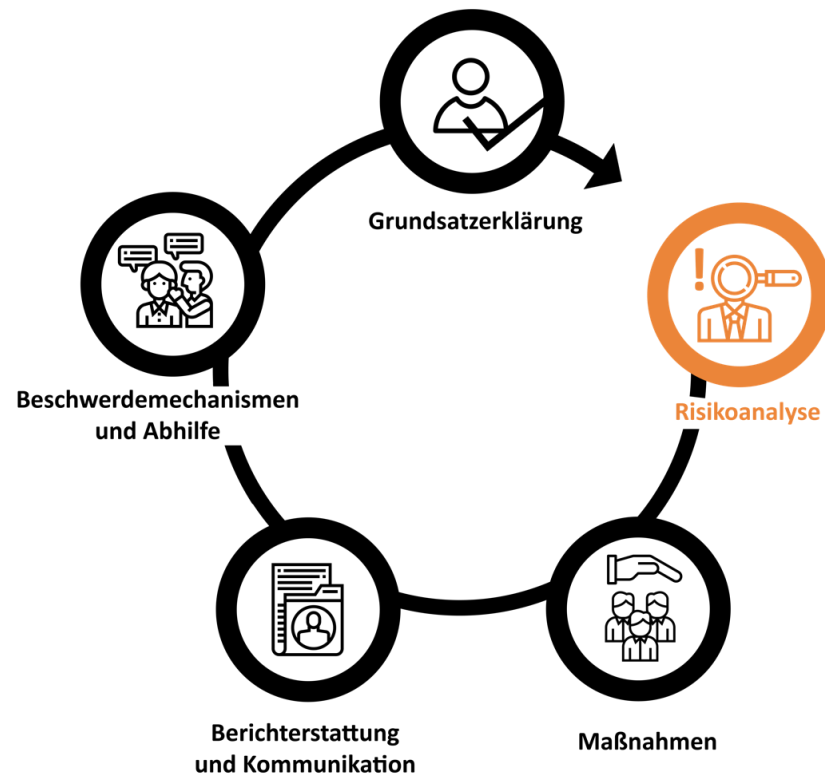 Grundsatzerklärung
Risikoanalyse
Beschwerdemechanismen
und Abhilfe
Maßnahmen
Berichterstattung
und Kommunikation